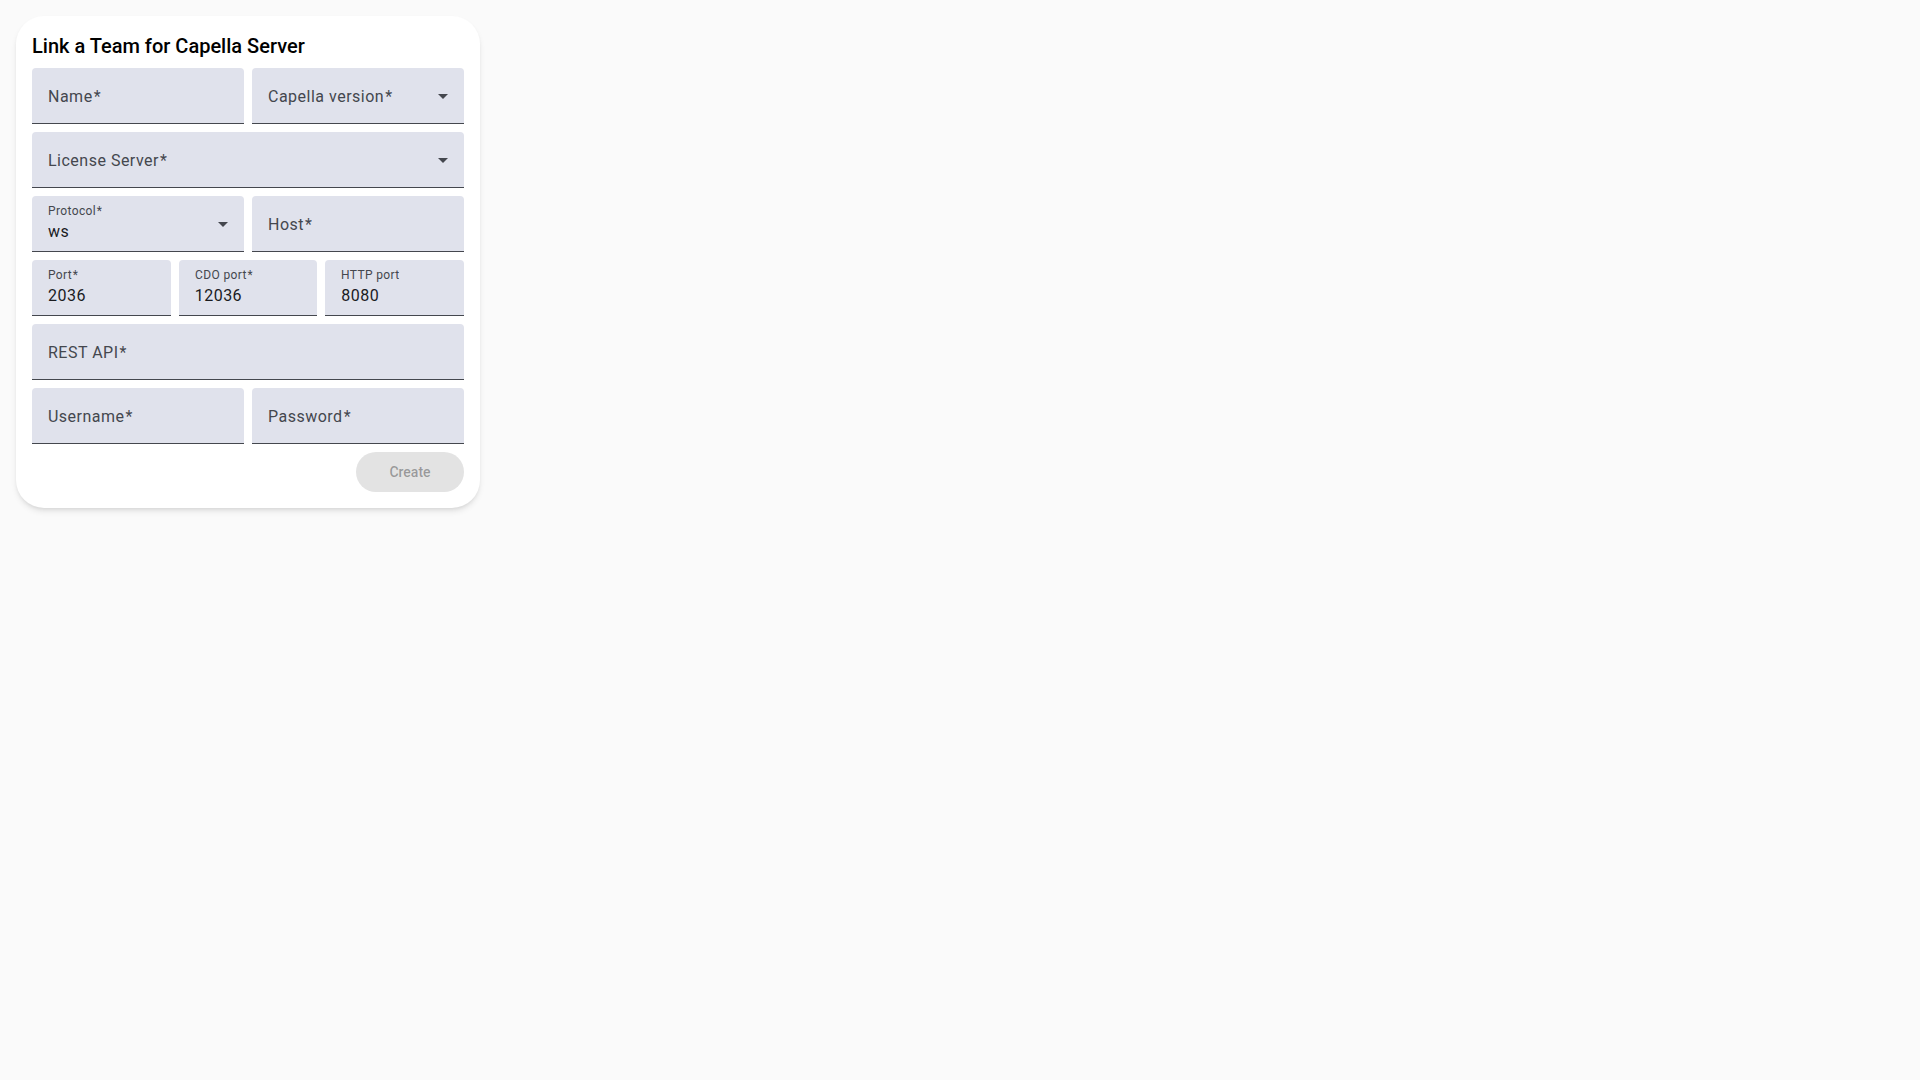 Link a Team for Capella Server
Name*
Capella version*
License Server*
Protocol*
ws
Host*
Port*
2036
CDO port*
12036
HTTP port
8080
REST API*
Username*
Password*
Create